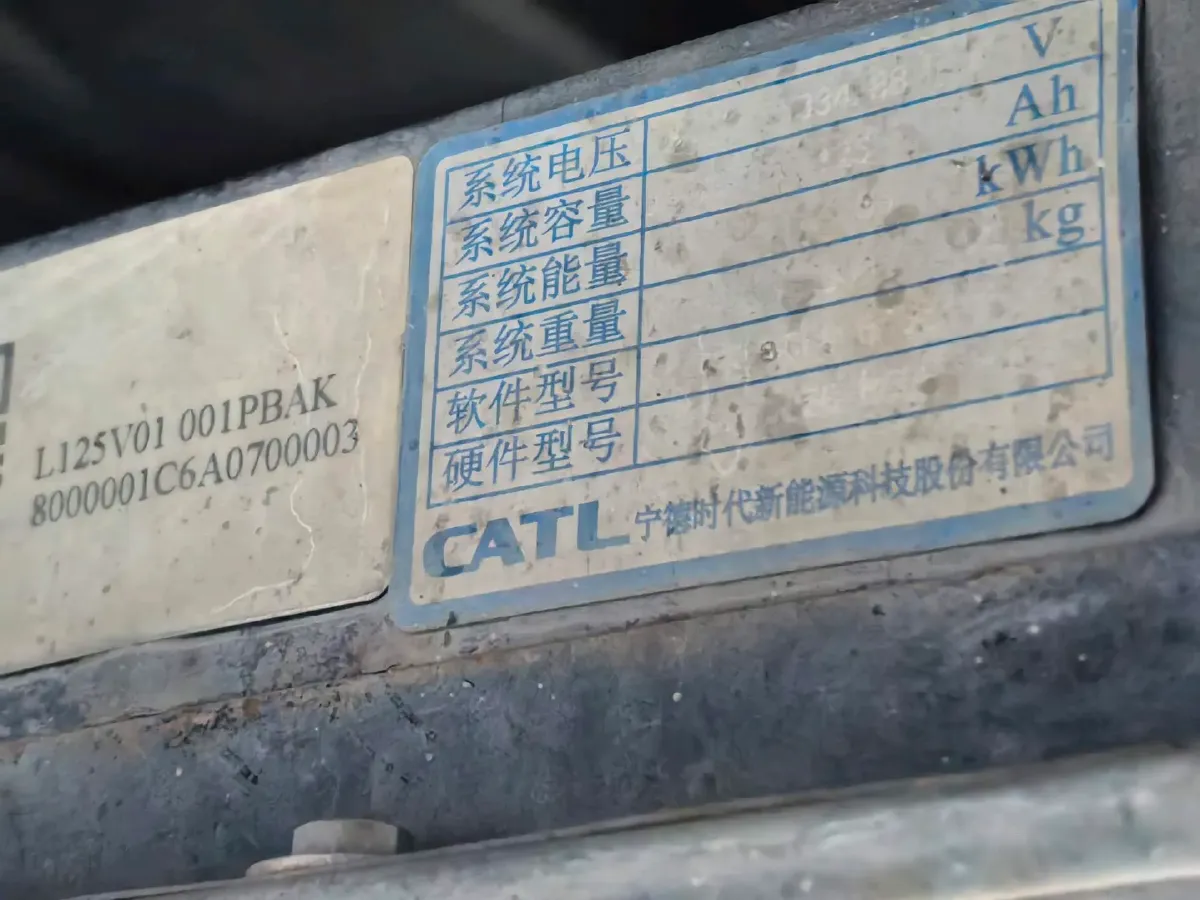 L125V01 001PBAK
8000001C6A0700003
系统电压 V
系统容量 Ah
系统能量 kWh
系统重量 kg
软件型号
硬件型号
CATL 宁德时代新能源科技股份有限公司